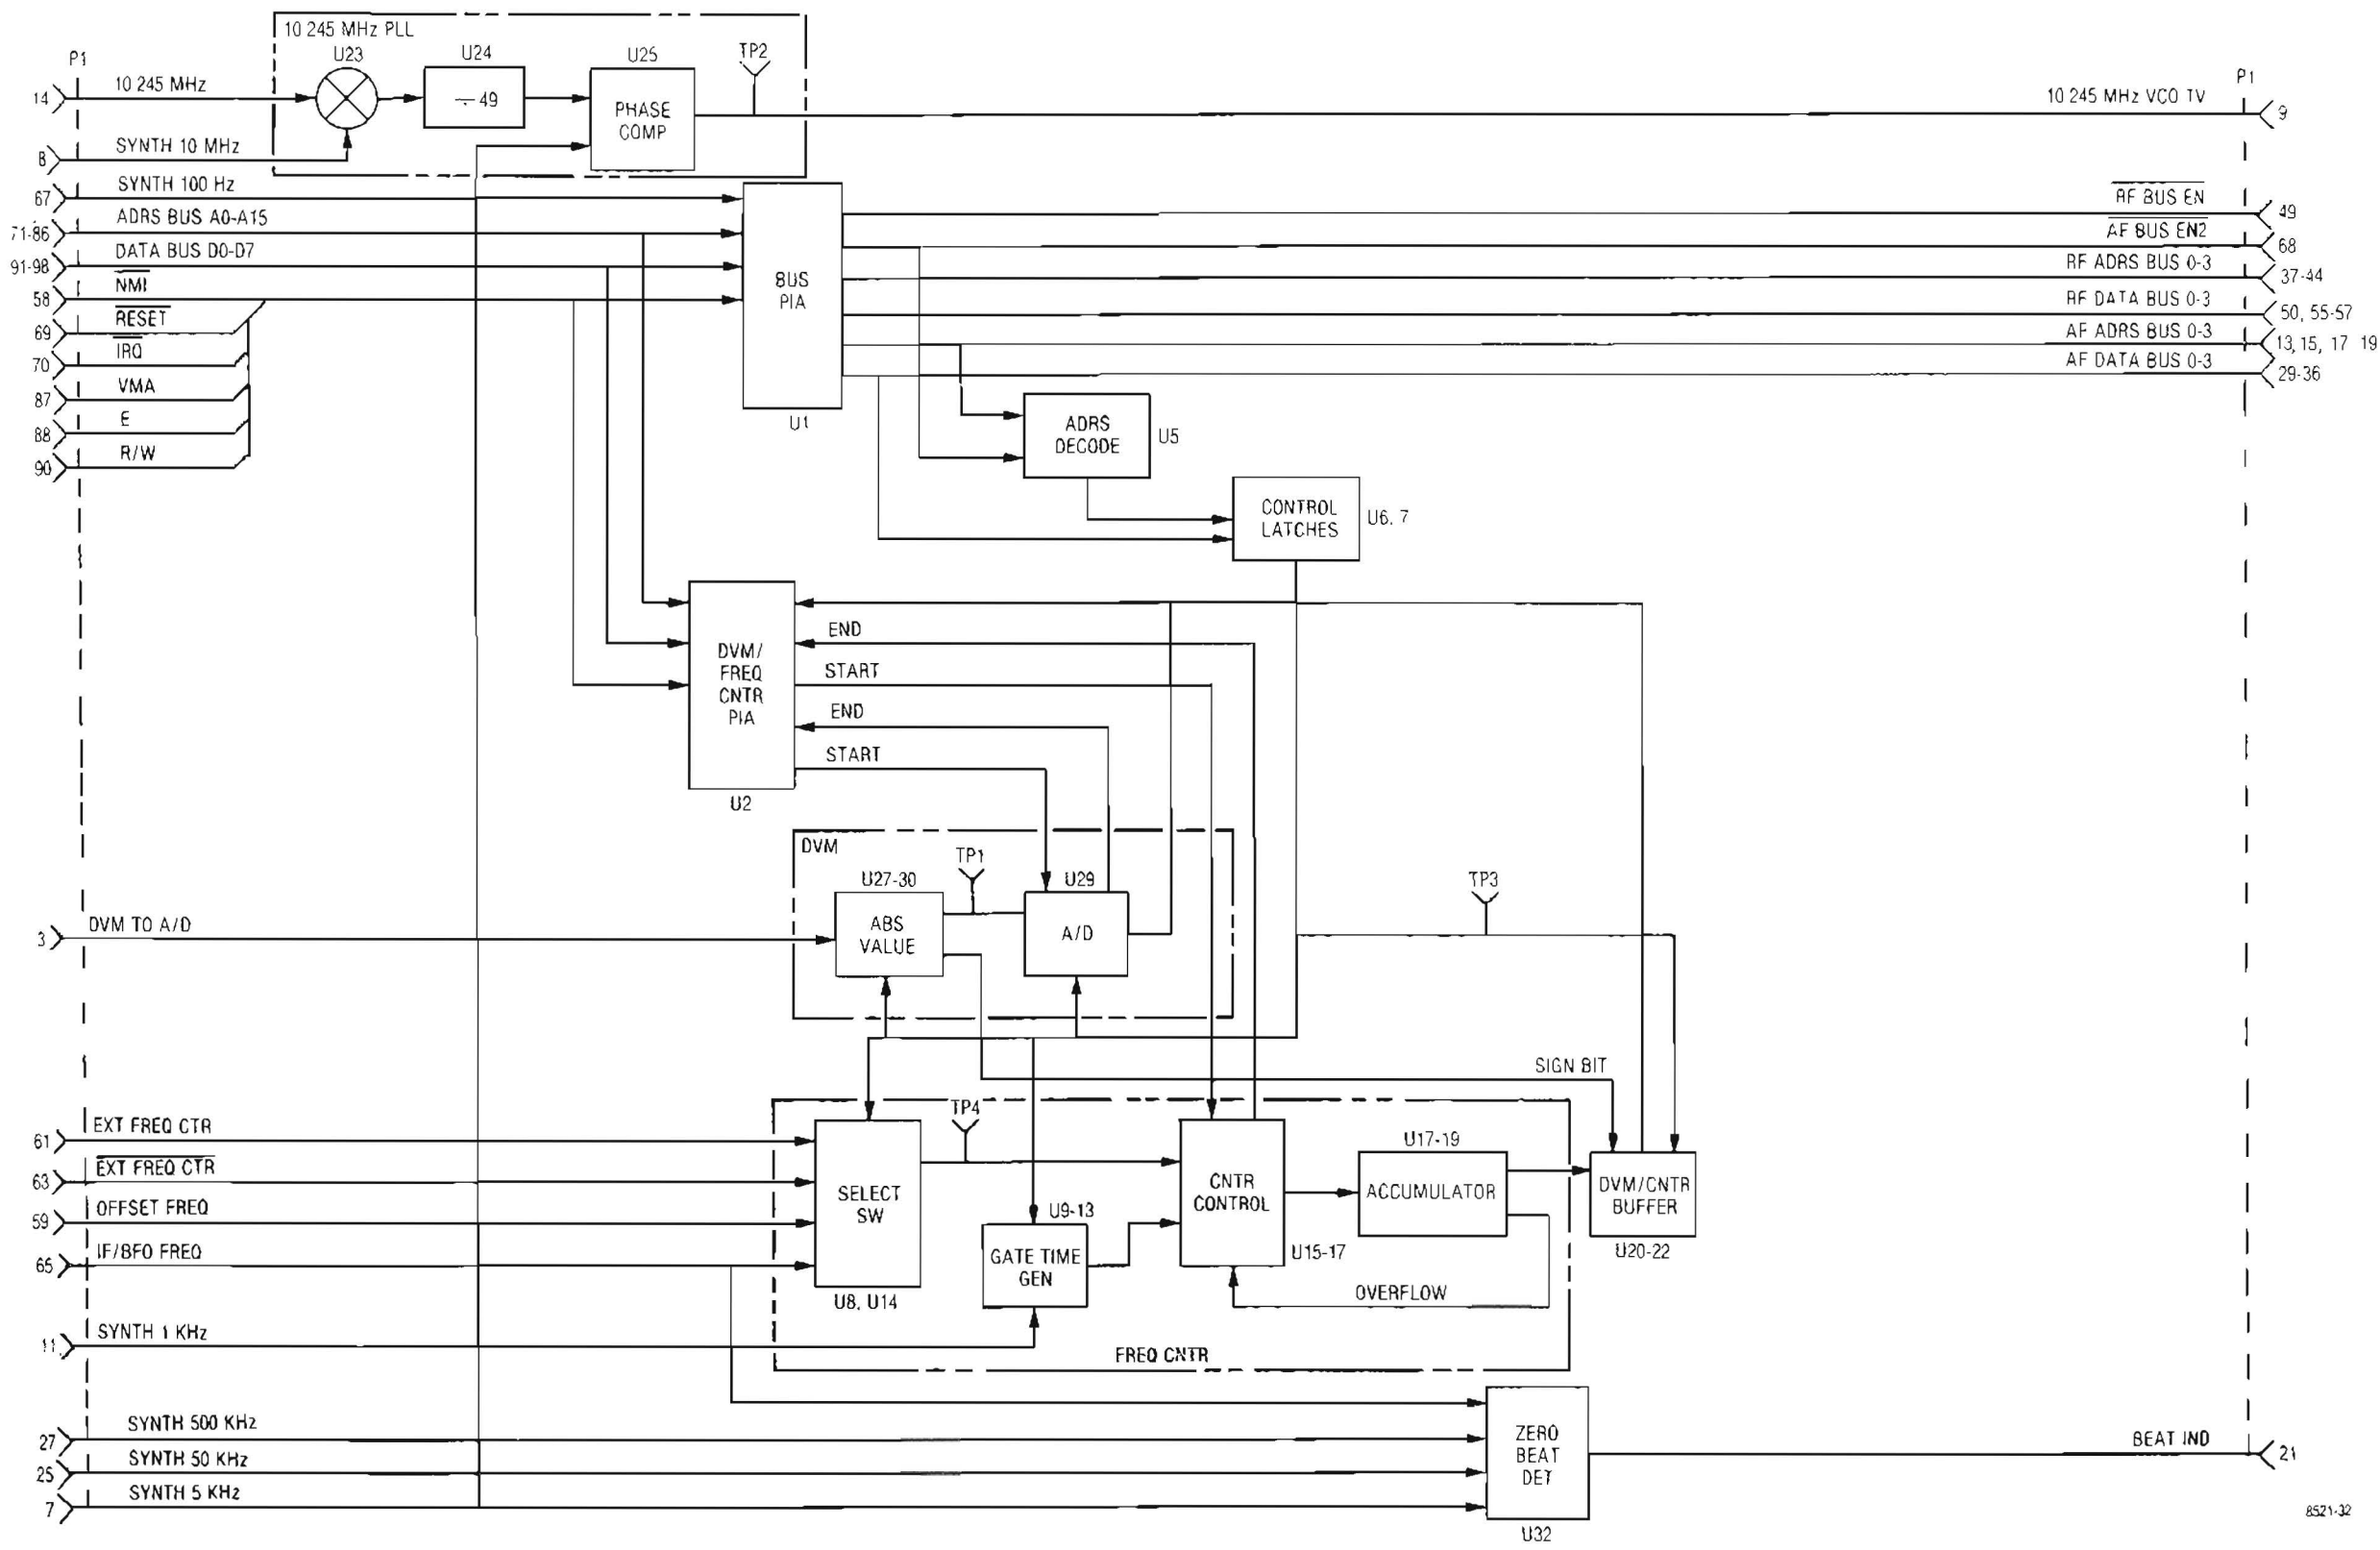 10 245 MHz PLL
P1
U23
U24
U25
TP2
14
10 245 MHz
÷ 49
PHASE
COMP
P1
10 245 MHz VCO TV
9
8
SYNTH 10 MHz
67
SYNTH 100 Hz
71-86
ADRS BUS A0-A15
91-98
DATA BUS D0-D7
58
NMI
69
RESET
70
IRQ
87
VMA
88
E
90
R/W
BUS
PIA
U1
RF BUS EN
49
AF BUS EN2
68
RF ADRS BUS 0-3
37-44
RF DATA BUS 0-3
50, 55-57
AF ADRS BUS 0-3
13, 15, 17 19
AF DATA BUS 0-3
29-36
ADRS
DECODE
U5
CONTROL
LATCHES
U6, 7
DVM/
FREQ
CNTR
PIA
U2
END
START
END
START
DVM
TP1
U27-30
U29
ABS
VALUE
A/D
TP3
3
DVM TO A/D
SIGN BIT
61
EXT FREQ CTR
63
EXT FREQ CTR
59
OFFSET FREQ
65
IF/BFO FREQ
11
SYNTH 1 KHz
TP4
SELECT
SW
U8, U14
U9-13
GATE TIME
GEN
CNTR
CONTROL
U15-17
U17-19
ACCUMULATOR
OVERFLOW
FREQ CNTR
DVM/CNTR
BUFFER
U20-22
27
SYNTH 500 KHz
25
SYNTH 50 KHz
7
SYNTH 5 KHz
ZERO
BEAT
DET
U32
BEAT IND
21
8521-32